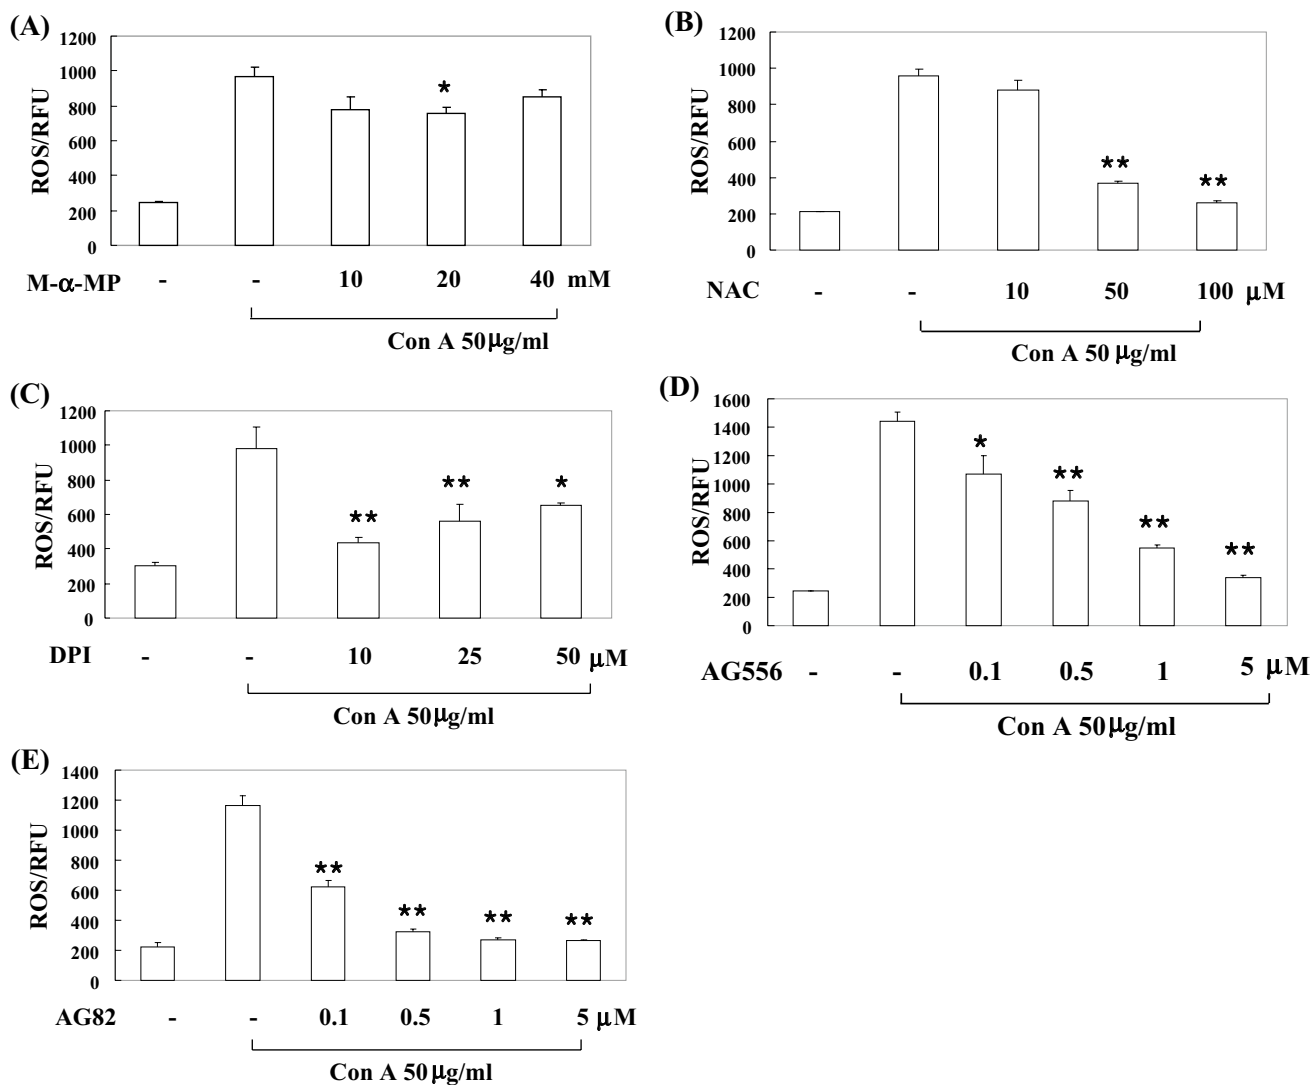 (A)
1200
1000
800
600
400
200
0
ROS/RFU
*
M-α-MP - - 10 20 40 mM
Con A 50μg/ml
(B)
1200
1000
800
600
400
200
0
ROS/RFU
**
**
NAC - - 10 50 100 μM
Con A 50 μg/ml
(C)
1200
1000
800
600
400
200
0
ROS/RFU
**
**
*
DPI - - 10 25 50 μM
Con A 50μg/ml
(D)
1600
1400
1200
1000
800
600
400
200
0
ROS/RFU
*
**
**
**
AG556 - - 0.1 0.5 1 5 μM
Con A 50μg/ml
(E)
1400
1200
1000
800
600
400
200
0
ROS/RFU
**
**
**
**
AG82 - - 0.1 0.5 1 5 μM
Con A 50μg/ml